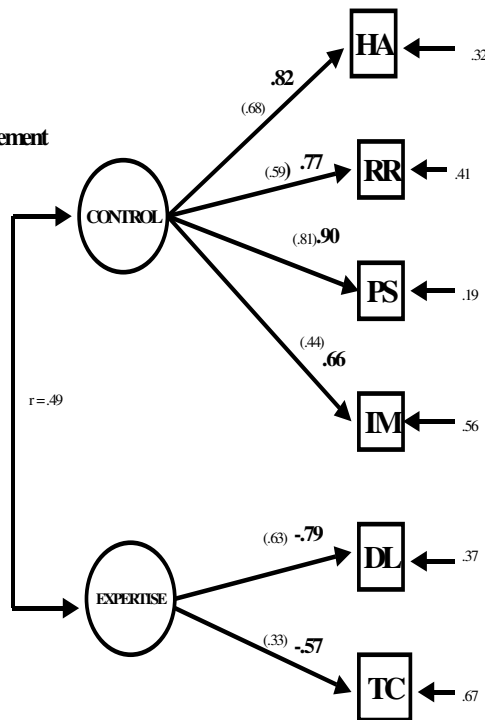 HA
.32
.82
(.68)
ement
(.59) .77
RR
.41
CONTROL
(.81) .90
PS
.19
(.44)
.66
r = .49
IM
.56
(.63) -.79
DL
.37
EXPERTISE
(.33) -.57
TC
.67